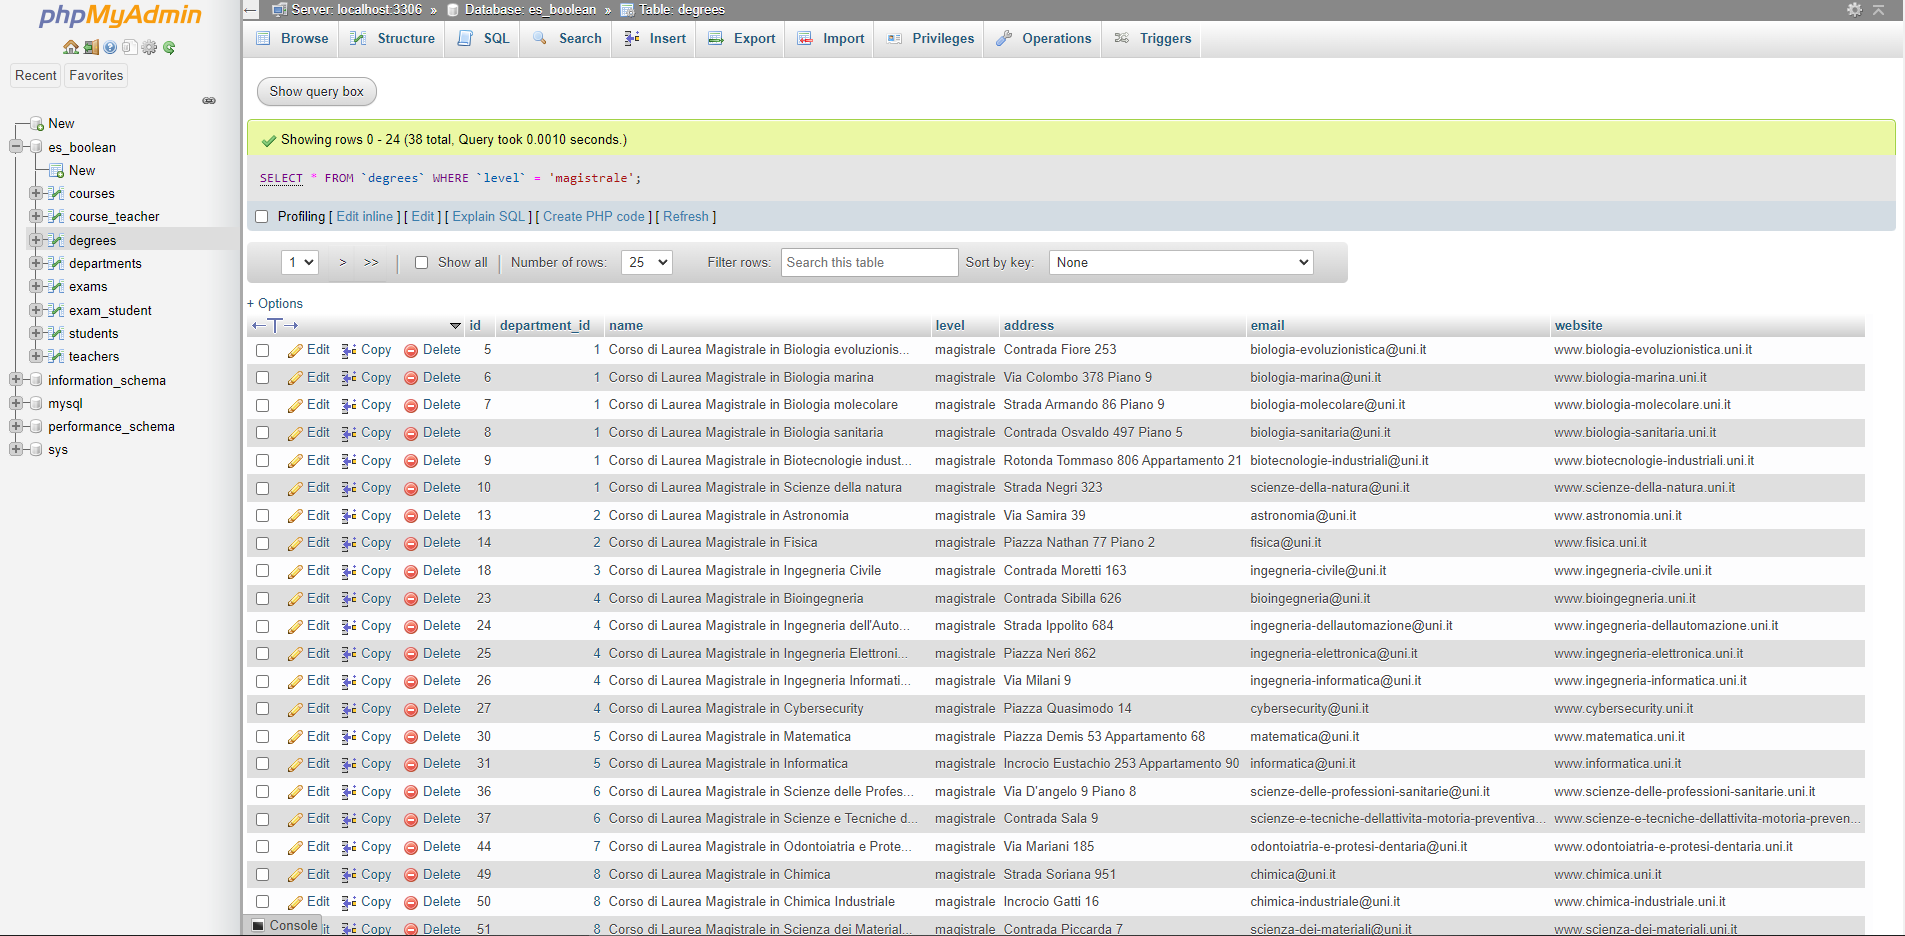 phpMyAdmin
Recent Favorites
New
es_boolean
New
courses
course_teacher
degrees
departments
exams
exam_student
students
teachers
information_schema
mysql
performance_schema
sys
Server: localhost:3306 » Database: es_boolean » Table: degrees
Browse Structure SQL Search Insert Export Import Privileges Operations Triggers
Show query box
Showing rows 0 - 24 (38 total, Query took 0.0010 seconds.)
SELECT * FROM `degrees` WHERE `level` = 'magistrale';
Profiling [ Edit inline ] [ Edit ] [ Explain SQL ] [ Create PHP code ] [ Refresh ]
1 > >> | Show all | Number of rows: 25 Filter rows: Search this table Sort by key: None
+ Options
←T→ id department_id name level address email website
Edit Copy Delete 5 1 Corso di Laurea Magistrale in Biologia evoluzionis... magistrale Contrada Fiore 253 biologia-evoluzionistica@uni.it www.biologia-evoluzionistica.uni.it
Edit Copy Delete 6 1 Corso di Laurea Magistrale in Biologia marina magistrale Via Colombo 378 Piano 9 biologia-marina@uni.it www.biologia-marina.uni.it
Edit Copy Delete 7 1 Corso di Laurea Magistrale in Biologia molecolare magistrale Strada Armando 86 Piano 9 biologia-molecolare@uni.it www.biologia-molecolare.uni.it
Edit Copy Delete 8 1 Corso di Laurea Magistrale in Biologia sanitaria magistrale Contrada Osvaldo 497 Piano 5 biologia-sanitaria@uni.it www.biologia-sanitaria.uni.it
Edit Copy Delete 9 1 Corso di Laurea Magistrale in Biotecnologie indust... magistrale Rotonda Tommaso 806 Appartamento 21 biotecnologie-industriali@uni.it www.biotecnologie-industriali.uni.it
Edit Copy Delete 10 1 Corso di Laurea Magistrale in Scienze della natura magistrale Strada Negri 323 scienze-della-natura@uni.it www.scienze-della-natura.uni.it
Edit Copy Delete 13 2 Corso di Laurea Magistrale in Astronomia magistrale Via Samira 39 astronomia@uni.it www.astronomia.uni.it
Edit Copy Delete 14 2 Corso di Laurea Magistrale in Fisica magistrale Piazza Nathan 77 Piano 2 fisica@uni.it www.fisica.uni.it
Edit Copy Delete 18 3 Corso di Laurea Magistrale in Ingegneria Civile magistrale Contrada Moretti 163 ingegneria-civile@uni.it www.ingegneria-civile.uni.it
Edit Copy Delete 23 4 Corso di Laurea Magistrale in Bioingegneria magistrale Contrada Sibilla 626 bioingegneria@uni.it www.bioingegneria.uni.it
Edit Copy Delete 24 4 Corso di Laurea Magistrale in Ingegneria dell'Auto... magistrale Strada Ippolito 684 ingegneria-dellautomazione@uni.it www.ingegneria-dellautomazione.uni.it
Edit Copy Delete 25 4 Corso di Laurea Magistrale in Ingegneria Elettroni... magistrale Piazza Neri 862 ingegneria-elettronica@uni.it www.ingegneria-elettronica.uni.it
Edit Copy Delete 26 4 Corso di Laurea Magistrale in Ingegneria Informati... magistrale Via Milani 9 ingegneria-informatica@uni.it www.ingegneria-informatica.uni.it
Edit Copy Delete 27 4 Corso di Laurea Magistrale in Cybersecurity magistrale Piazza Quasimodo 14 cybersecurity@uni.it www.cybersecurity.uni.it
Edit Copy Delete 30 5 Corso di Laurea Magistrale in Matematica magistrale Piazza Demis 53 Appartamento 68 matematica@uni.it www.matematica.uni.it
Edit Copy Delete 31 5 Corso di Laurea Magistrale in Informatica magistrale Incrocio Eustachio 253 Appartamento 90 informatica@uni.it www.informatica.uni.it
Edit Copy Delete 36 6 Corso di Laurea Magistrale in Scienze delle Profes... magistrale Via D'angelo 9 Piano 8 scienze-delle-professioni-sanitarie@uni.it www.scienze-delle-professioni-sanitarie.uni.it
Edit Copy Delete 37 6 Corso di Laurea Magistrale in Scienze e Tecniche d... magistrale Contrada Sala 9 scienze-e-tecniche-dellattivita-motoria-preventiva... www.scienze-e-tecniche-dellattivita-motoria-preven...
Edit Copy Delete 44 7 Corso di Laurea Magistrale in Odontoiatria e Prote... magistrale Via Mariani 185 odontoiatria-e-protesi-dentaria@uni.it www.odontoiatria-e-protesi-dentaria.uni.it
Edit Copy Delete 49 8 Corso di Laurea Magistrale in Chimica magistrale Strada Soriana 951 chimica@uni.it www.chimica.uni.it
Edit Copy Delete 50 8 Corso di Laurea Magistrale in Chimica Industriale magistrale Incrocio Gatti 16 chimica-industriale@uni.it www.chimica-industriale.uni.it
Console it Copy Delete 51 8 Corso di Laurea Magistrale in Scienza dei Material... magistrale Contrada Piccarda 7 scienza-dei-materiali@uni.it www.scienza-dei-materiali.uni.it